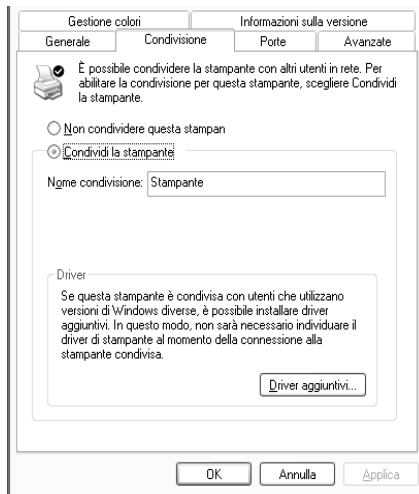 Gestione colori Informazioni sulla versione
Generale Condivisione Porte Avanzate
È possibile condividere la stampante con altri utenti in rete. Per
abilitare la condivisione per questa stampante, scegliere Condividi
la stampante.
Non condividere questa stampan
Condividi la stampante
Nome condivisione: Stampante
Driver
Se questa stampante è condivisa con utenti che utilizzano
versioni di Windows diverse, è possibile installare driver
aggiuntivi. In questo modo, non sarà necessario individuare il
driver di stampante al momento della connessione alla
stampante condivisa.
Driver aggiuntivi...
OK Annulla Applica